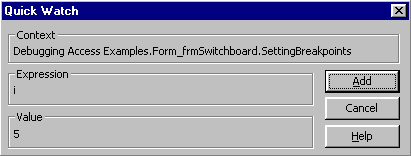 Quick Watch
Context
Debugging Access Examples.Form_frmSwitchboard.SettingBreakpoints
Expression
i
Add
Cancel
Value
5
Help